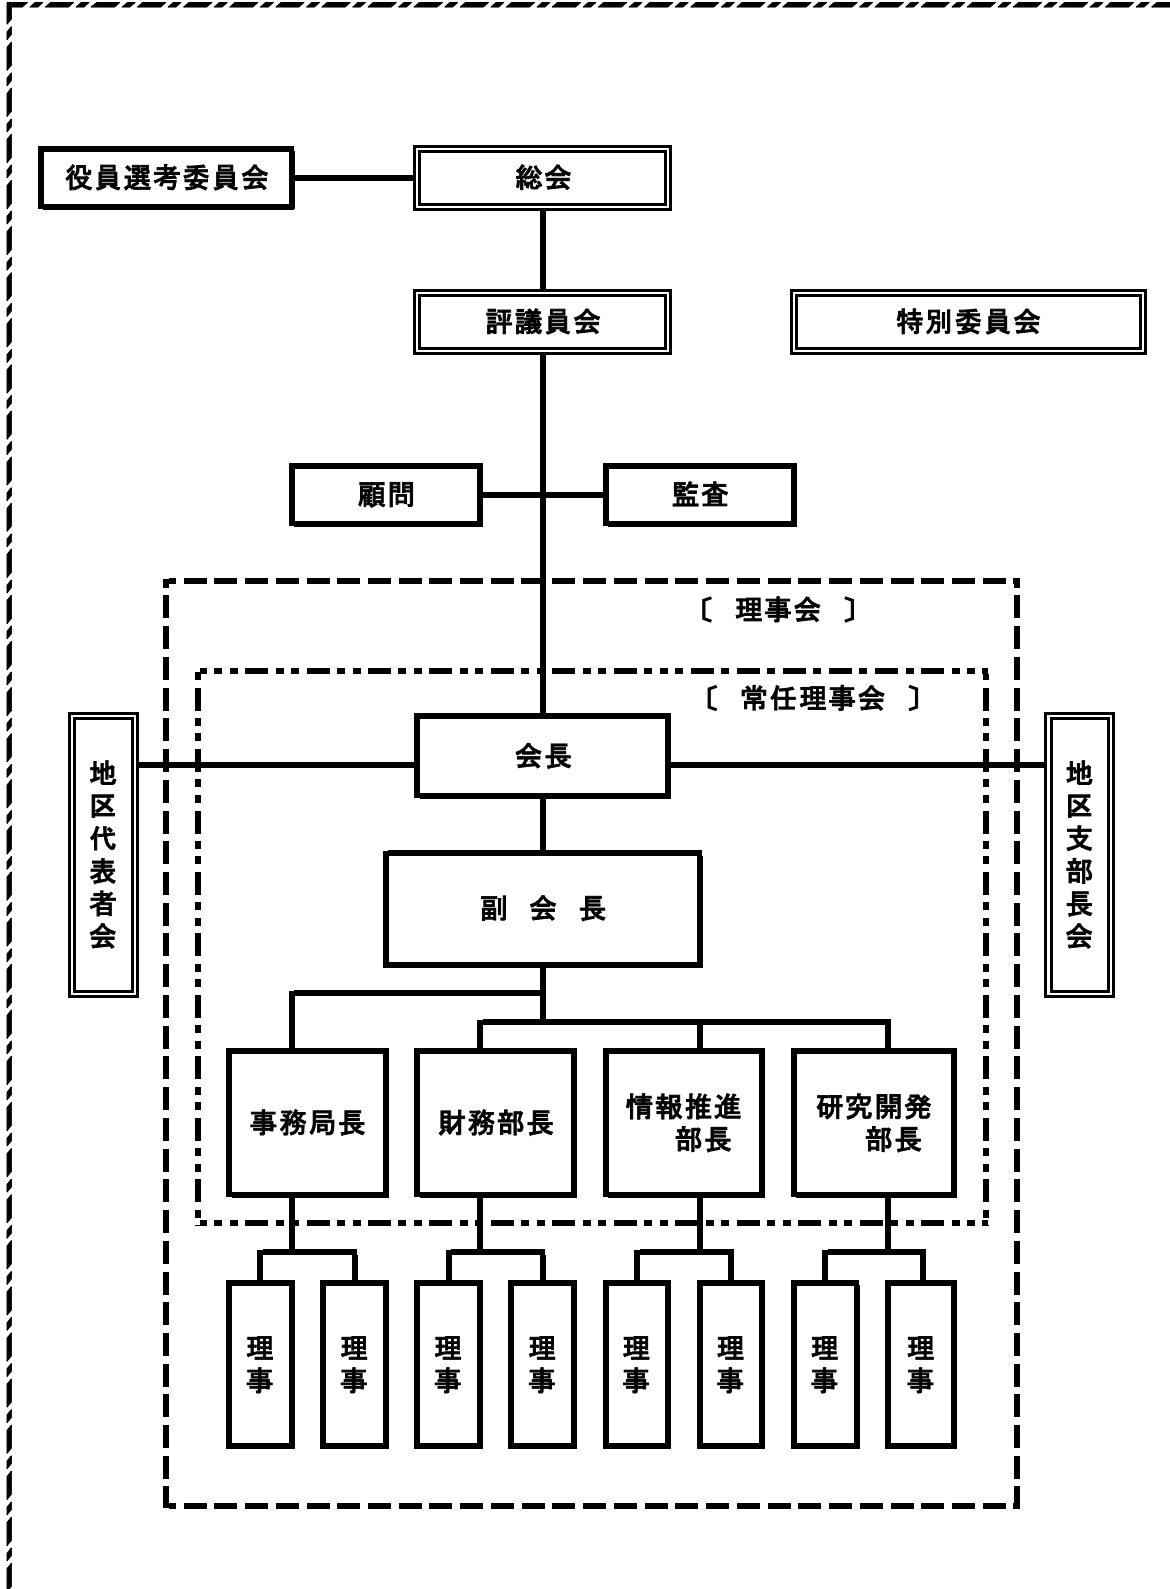 役員選考委員会
総会
評議員会
特別委員会
顧問
監査
〔 理事会 〕
〔 常任理事会 〕
会長
地区代表者会
地区支部長会
副 会 長
事務局長
財務部長
情報推進
部長
研究開発
部長
理事
理事
理事
理事
理事
理事
理事
理事